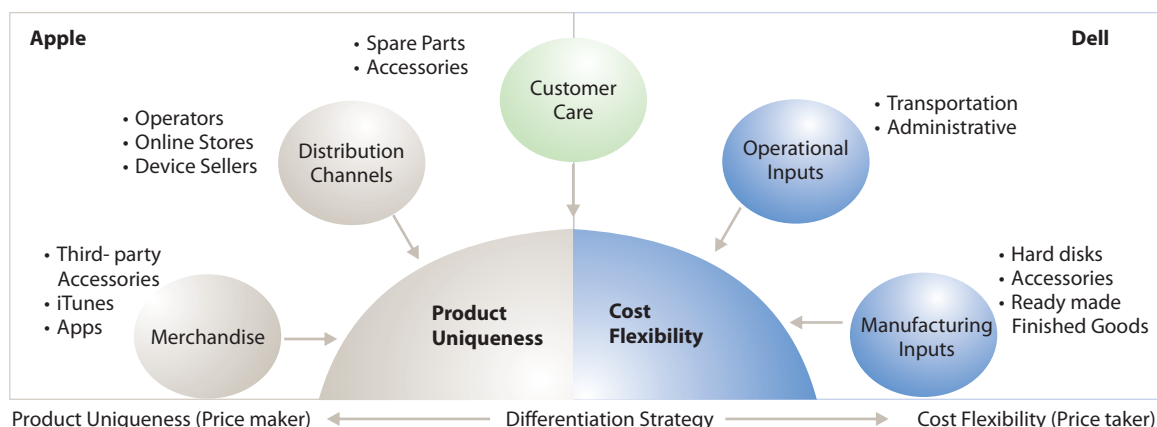 Apple
Dell
• Spare Parts
• Accessories
Customer
Care
• Operators
• Online Stores
• Device Sellers
Distribution
Channels
• Transportation
• Administrative
Operational
Inputs
• Third- party
Accessories
• iTunes
• Apps
Merchandise
• Hard disks
• Accessories
• Ready made
Finished Goods
Manufacturing
Inputs
Product
Uniqueness
Cost
Flexibility
Product Uniqueness (Price maker)
Differentiation Strategy
Cost Flexibility (Price taker)